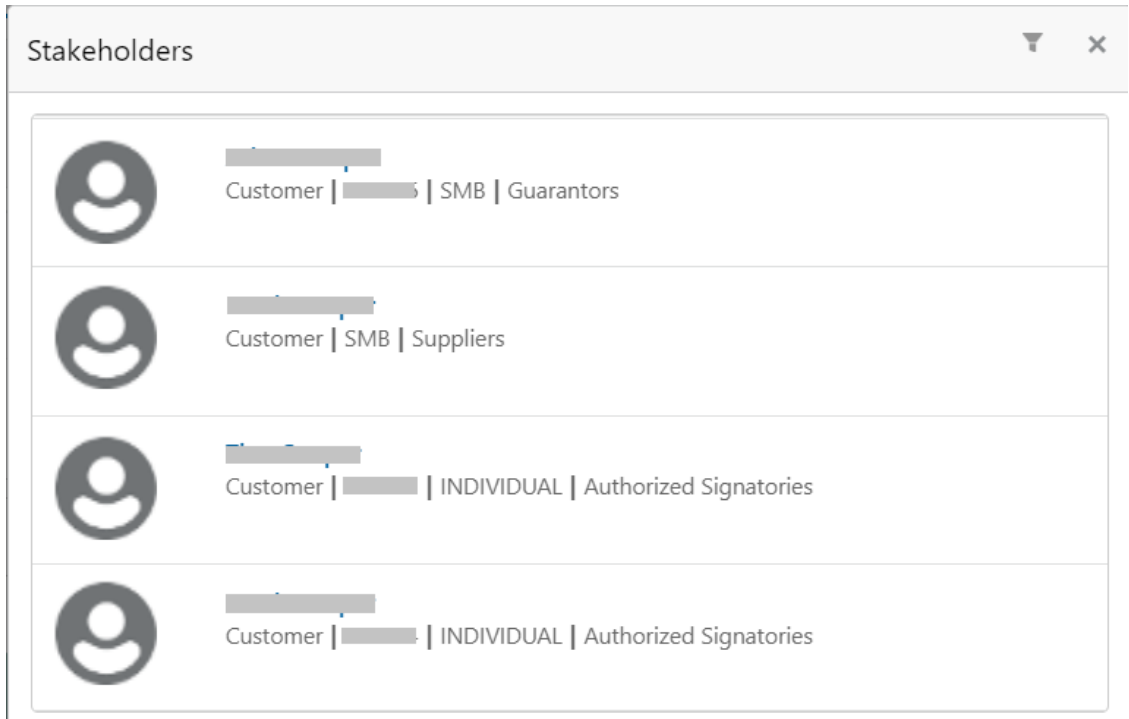 Stakeholders
Customer | | SMB | Guarantors
Customer | SMB | Suppliers
Customer | | INDIVIDUAL | Authorized Signatories
Customer | | INDIVIDUAL | Authorized Signatories